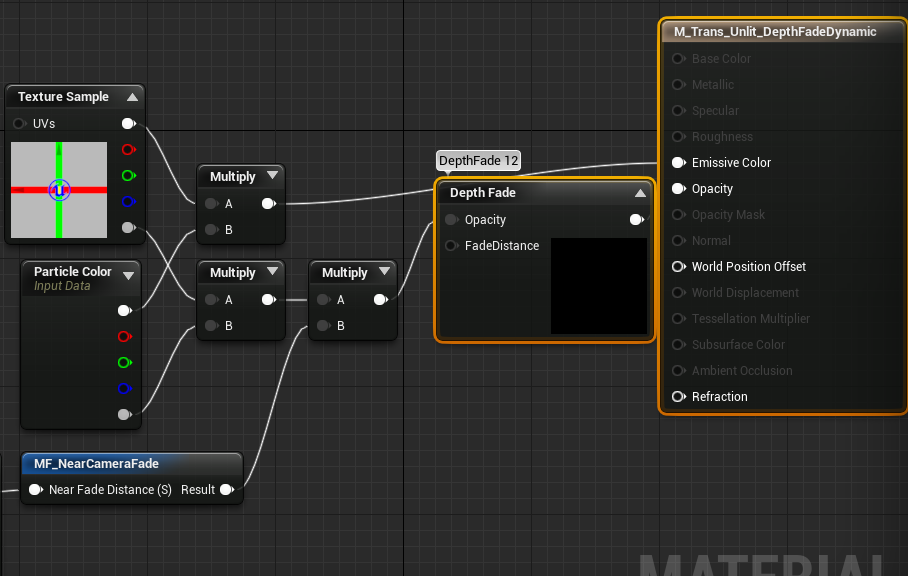 M_Trans_Unlit_DepthFadeDynamic
Base Color
Metallic
Specular
Roughness
Emissive Color
Opacity
Opacity Mask
Normal
World Position Offset
World Displacement
Tessellation Multiplier
Subsurface Color
Ambient Occlusion
Refraction
Texture Sample
UVs
u
Multiply
A
B
DepthFade 12
Depth Fade
Opacity
FadeDistance
Particle Color
Input Data
Multiply
A
B
Multiply
A
B
MF_NearCameraFade
Near Fade Distance (S) Result
MATERIAL